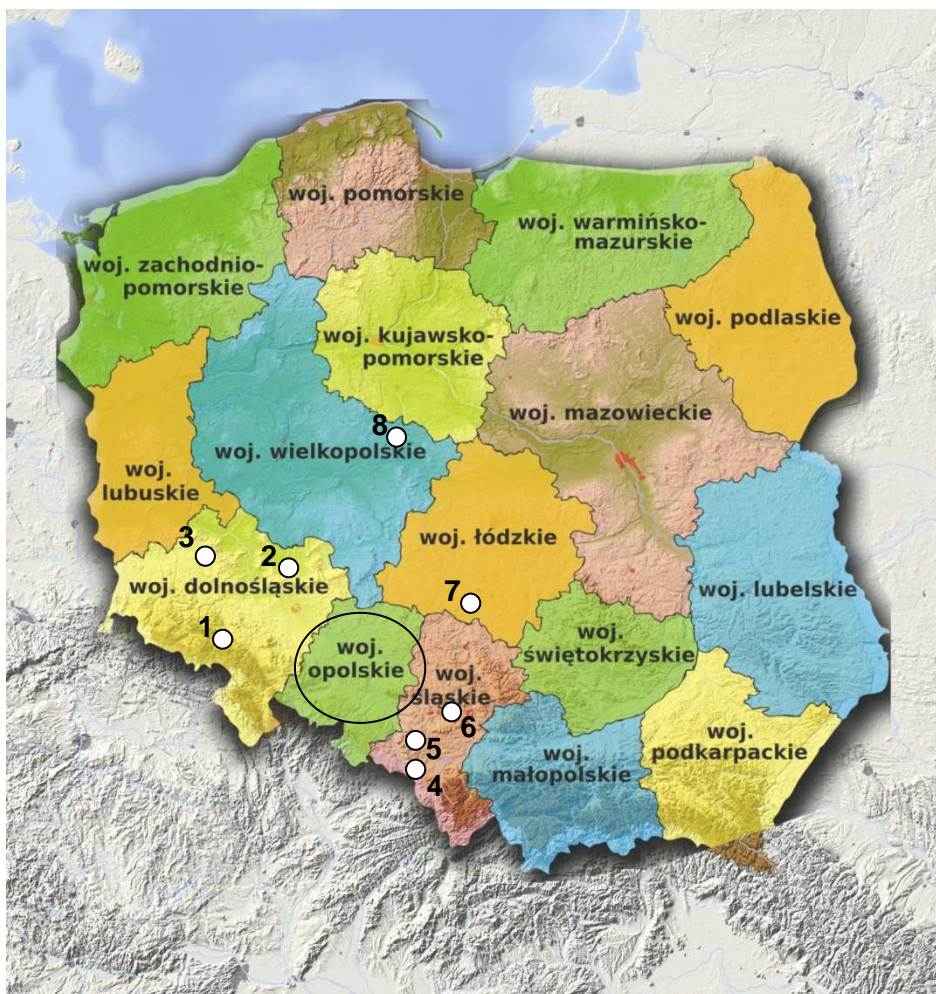 woj. pomorskie
woj. warmińsko-
mazurskie
woj. zachodnio-
pomorskie
woj. podlaskie
woj. kujawsko-
pomorskie
woj. mazowieckie
8
woj. wielkopolskie
woj.
lubuskie
woj. łódzkie
3
2
woj. dolnośląskie
7
woj. lubelskie
1
woj.
opolskie
woj.
śląskie
woj.
świętokrzyskie
6
5
4
woj.
małopolskie
woj.
podkarpackie